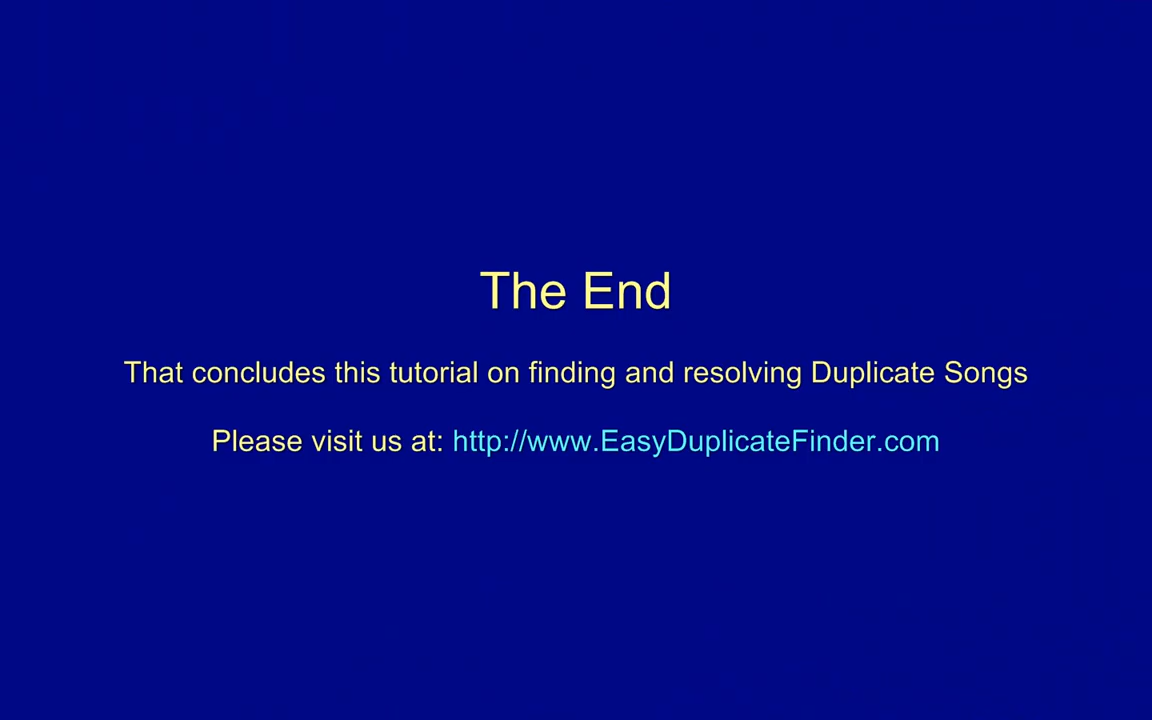 The End
That concludes this tutorial on finding and resolving Duplicate Songs
Please visit us at: http://www.EasyDuplicateFinder.com